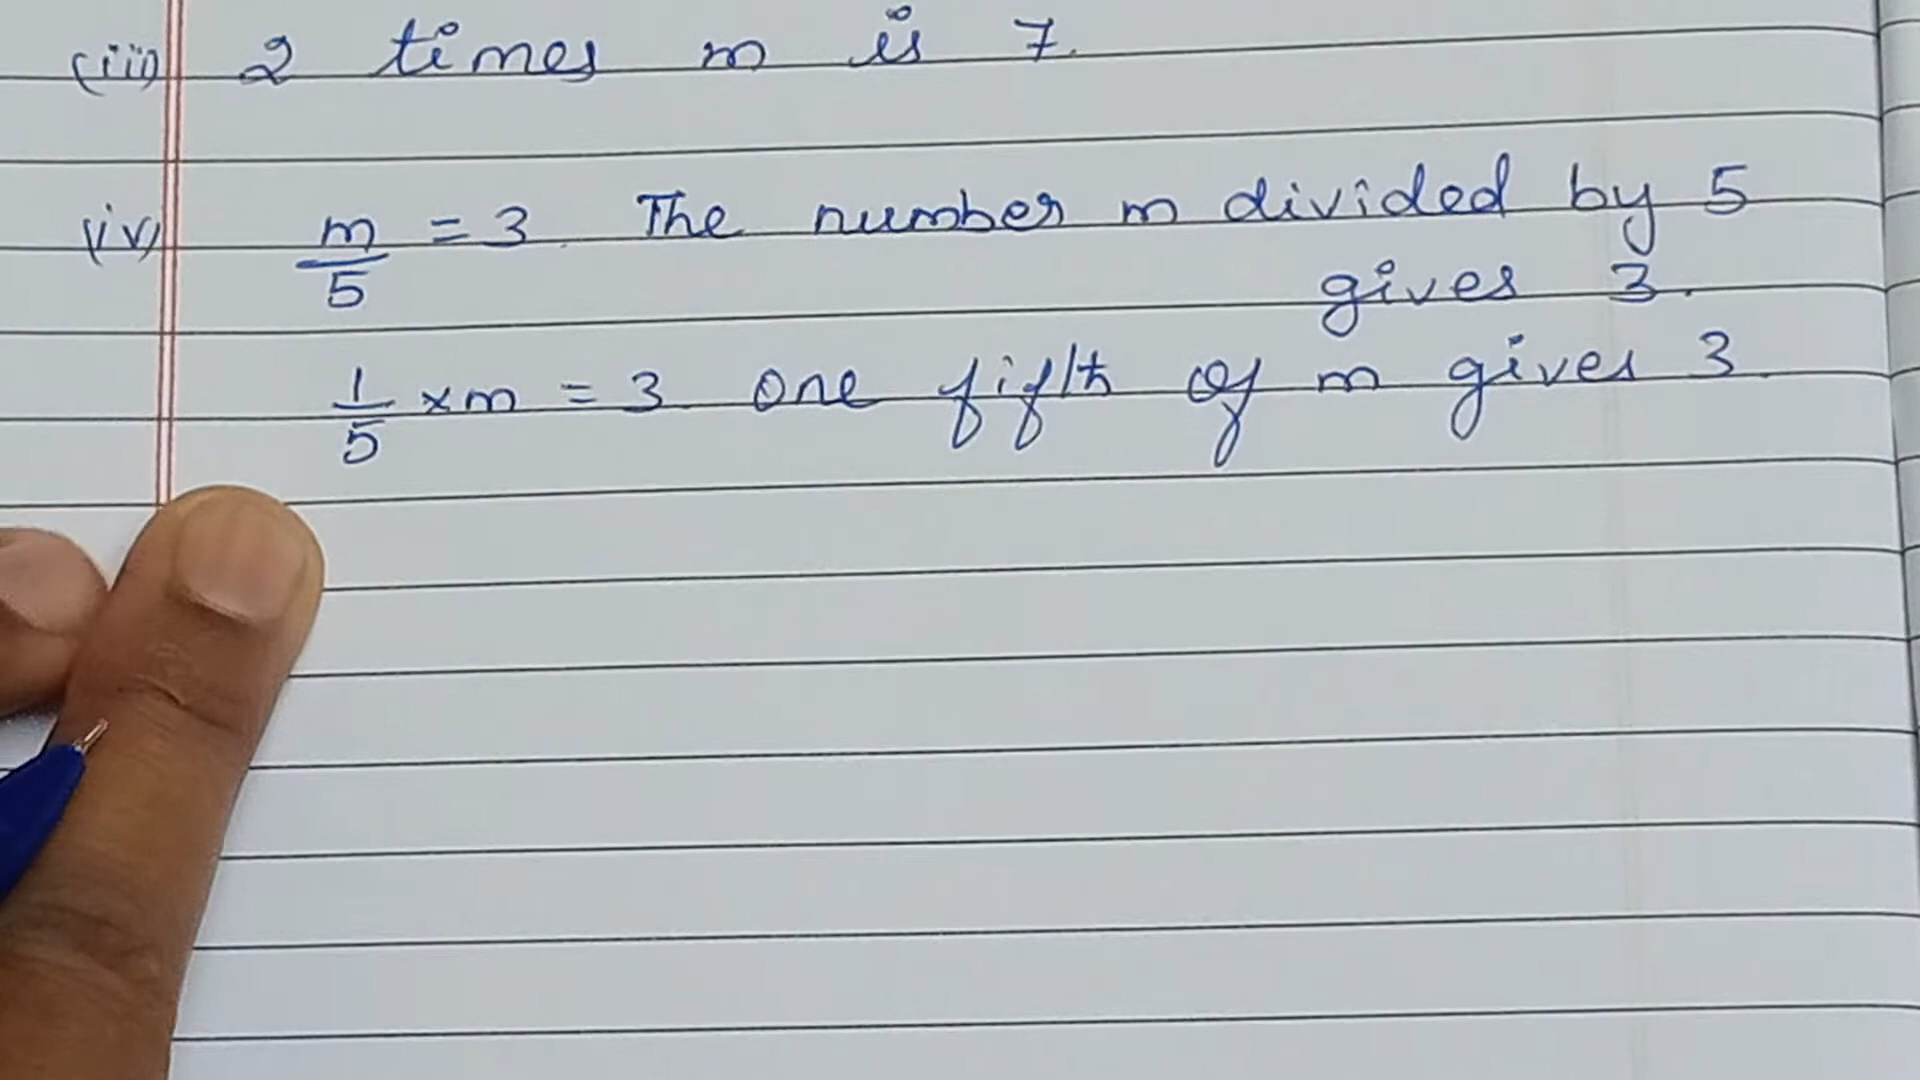 (iii) 2 times m is 7.
(iv) m/5 = 3. The number m divided by 5
gives 3.
1/5 × m = 3 One fifth of m gives 3.